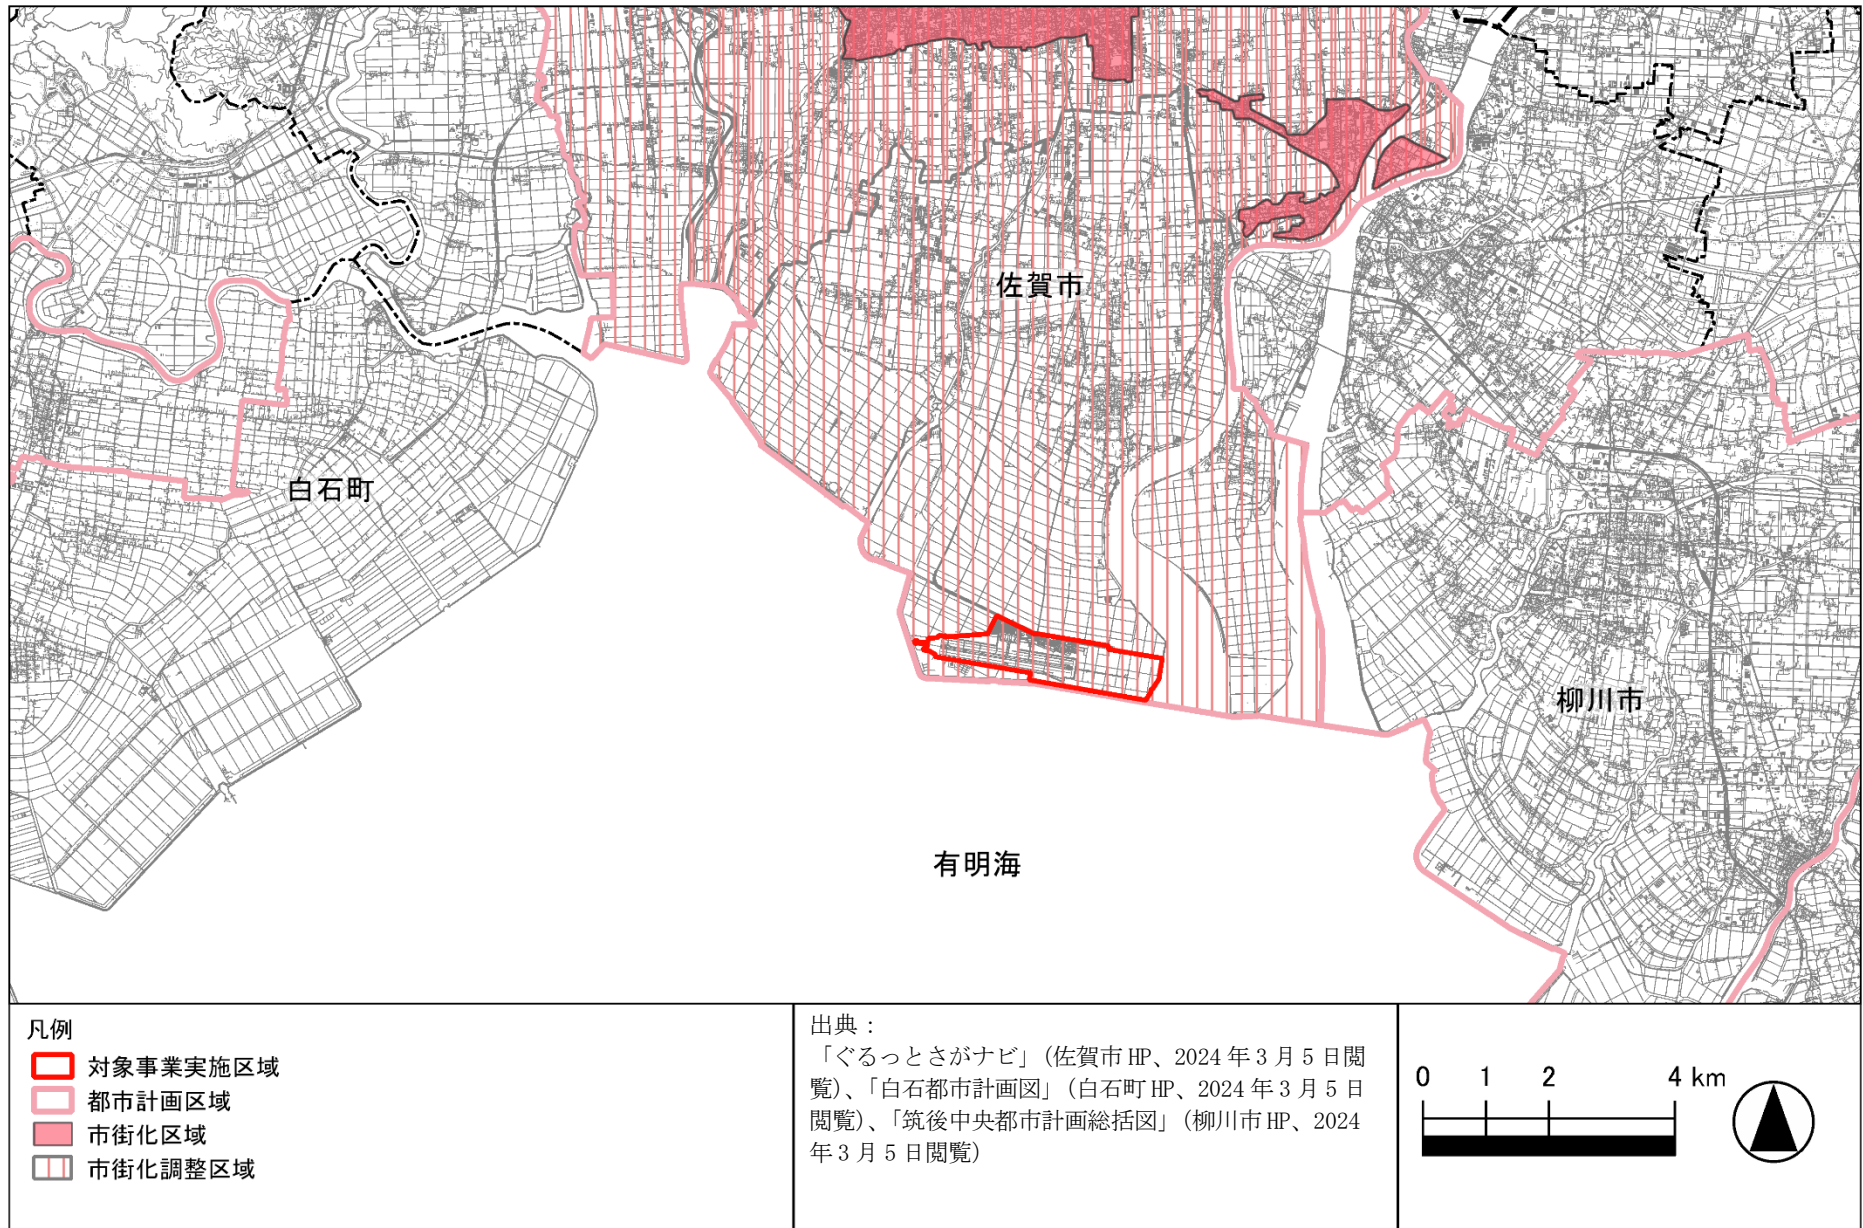 佐賀市
白石町
柳川市
有明海
凡例
対象事業実施区域
都市計画区域
市街化区域
市街化調整区域
出典：
「ぐるっとさがナビ」（佐賀市 HP、2024 年 3 月 5 日閲
覧）、「白石都市計画図」（白石町 HP、2024 年 3 月 5 日
閲覧）、「筑後中央都市計画総括図」（柳川市 HP、2024
年 3 月 5 日閲覧）
0 1 2 4 km